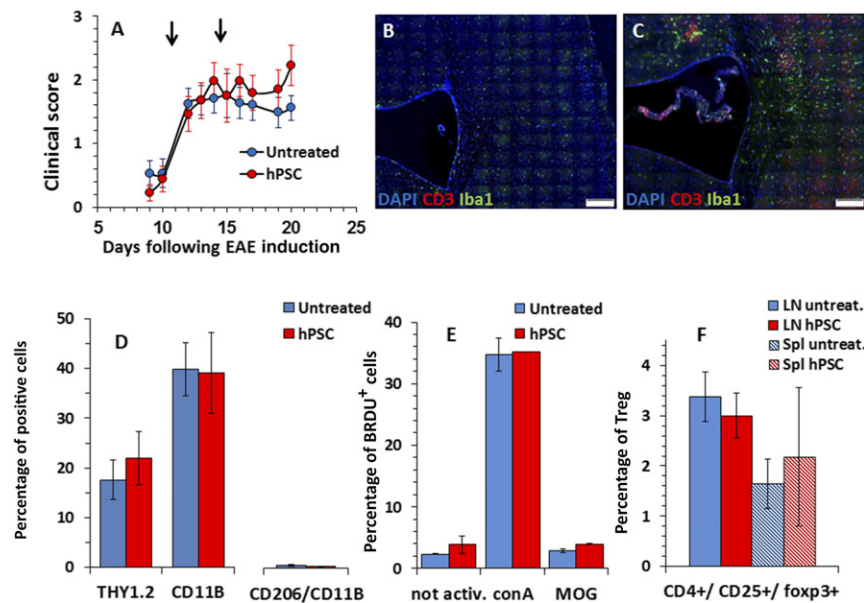 A
Clinical score
3
2
1
0
Untreated
hPSC
5 10 15 20 25
Days following EAE induction
B
DAPI CD3 Iba1
C
DAPI CD3 Iba1
D
Percentage of positive cells
50
40
30
20
10
0
Untreated
hPSC
THY1.2 CD11B CD206/CD11B
E
Percentage of BRDU+ cells
40
30
20
10
0
Untreated
hPSC
not activ. conA MOG
F
Percentage of Treg
4
3
2
1
0
LN untreat.
LN hPSC
Spl untreat.
Spl hPSC
CD4+/ CD25+/ foxp3+